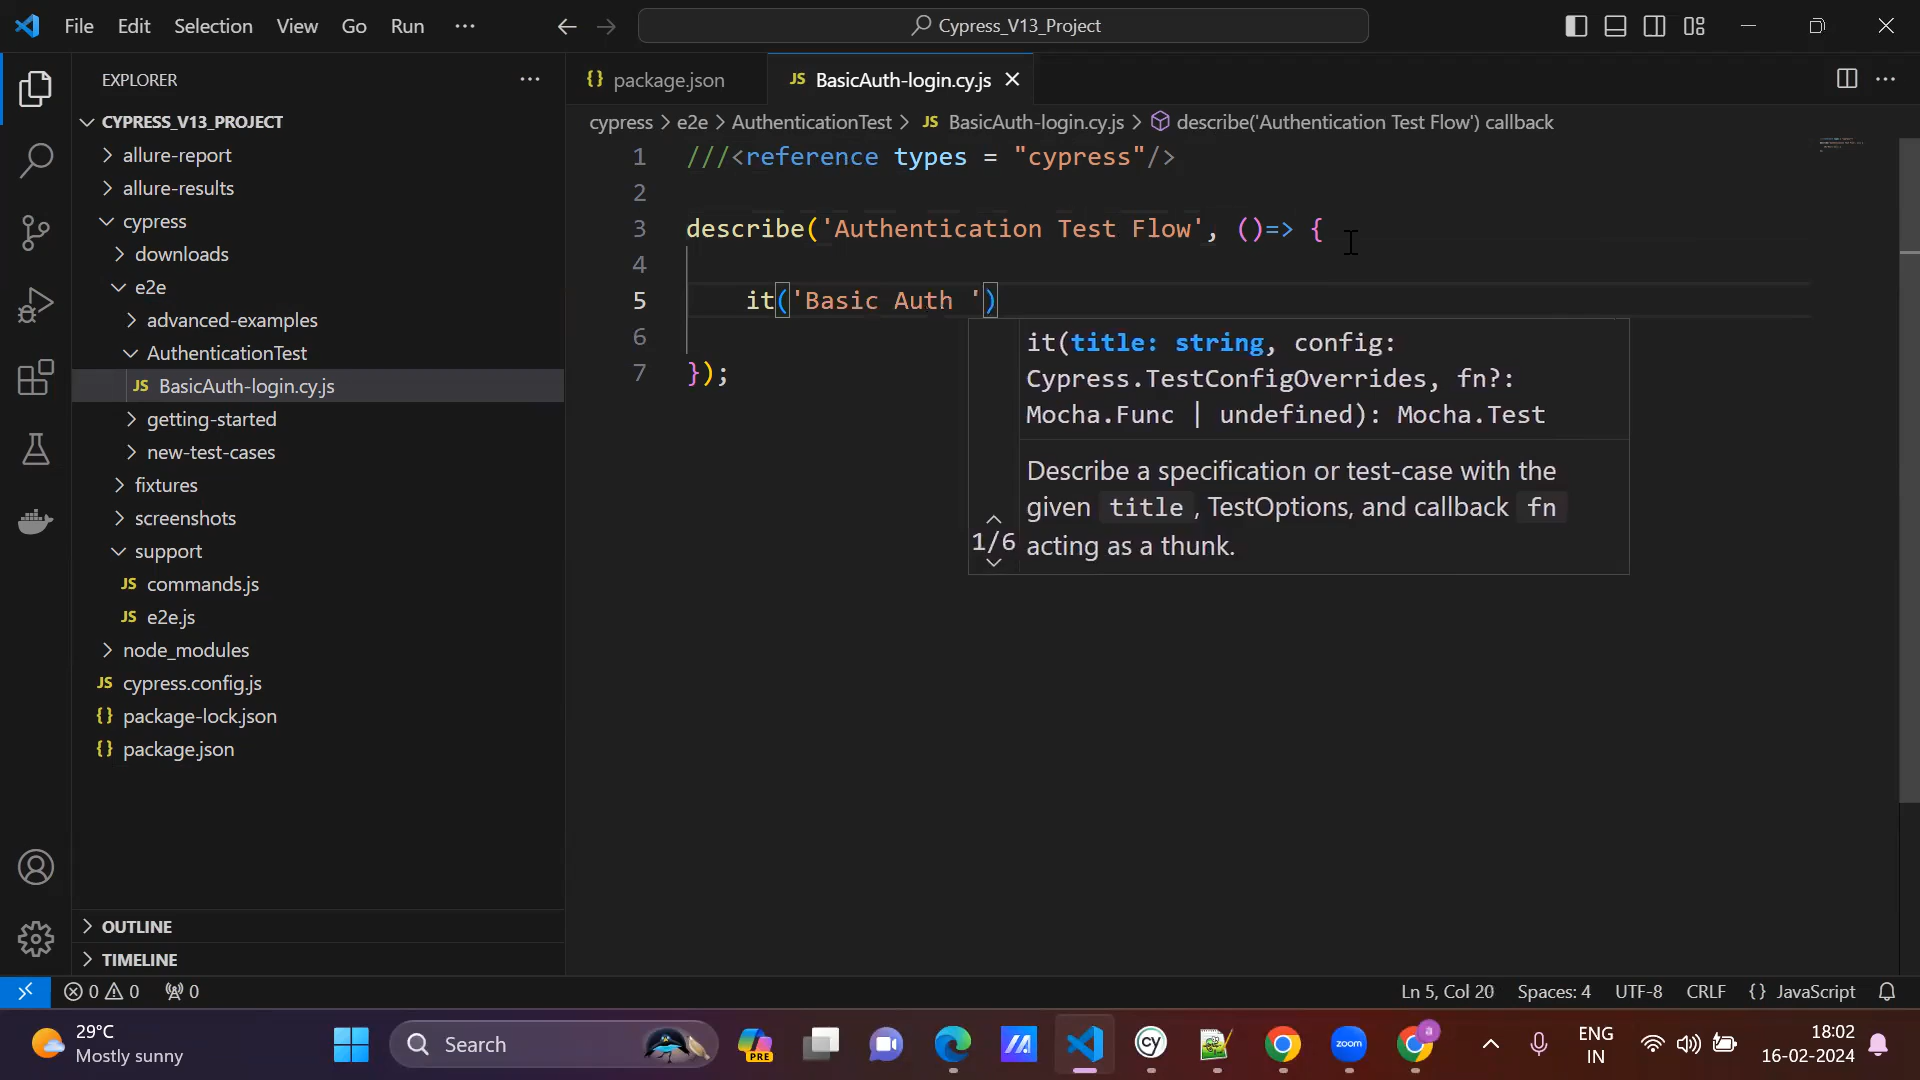 File Edit Selection View Go Run ···
Cypress_V13_Project
EXPLORER
CYPRESS_V13_PROJECT
allure-report
allure-results
cypress
downloads
e2e
advanced-examples
AuthenticationTest
JS BasicAuth-login.cy.js
getting-started
new-test-cases
fixtures
screenshots
support
JS commands.js
JS e2e.js
node_modules
JS cypress.config.js
{} package-lock.json
{} package.json
OUTLINE
TIMELINE
{} package.json
JS BasicAuth-login.cy.js
cypress > e2e > AuthenticationTest > JS BasicAuth-login.cy.js > describe('Authentication Test Flow') callback
1 ///<reference types = "cypress"/>
2
3 describe('Authentication Test Flow', ()=> {
4
5 it('Basic Auth ')
6
7 });
it(title: string, config:
Cypress.TestConfigOverrides, fn?:
Mocha.Func | undefined): Mocha.Test
Describe a specification or test-case with the
given title, TestOptions, and callback fn
acting as a thunk.
1/6
0 0 0
Ln 5, Col 20 Spaces: 4 UTF-8 CRLF {} JavaScript
29°C
Mostly sunny
Search
PRE
cy
zoom
a
ENG
IN
18:02
16-02-2024